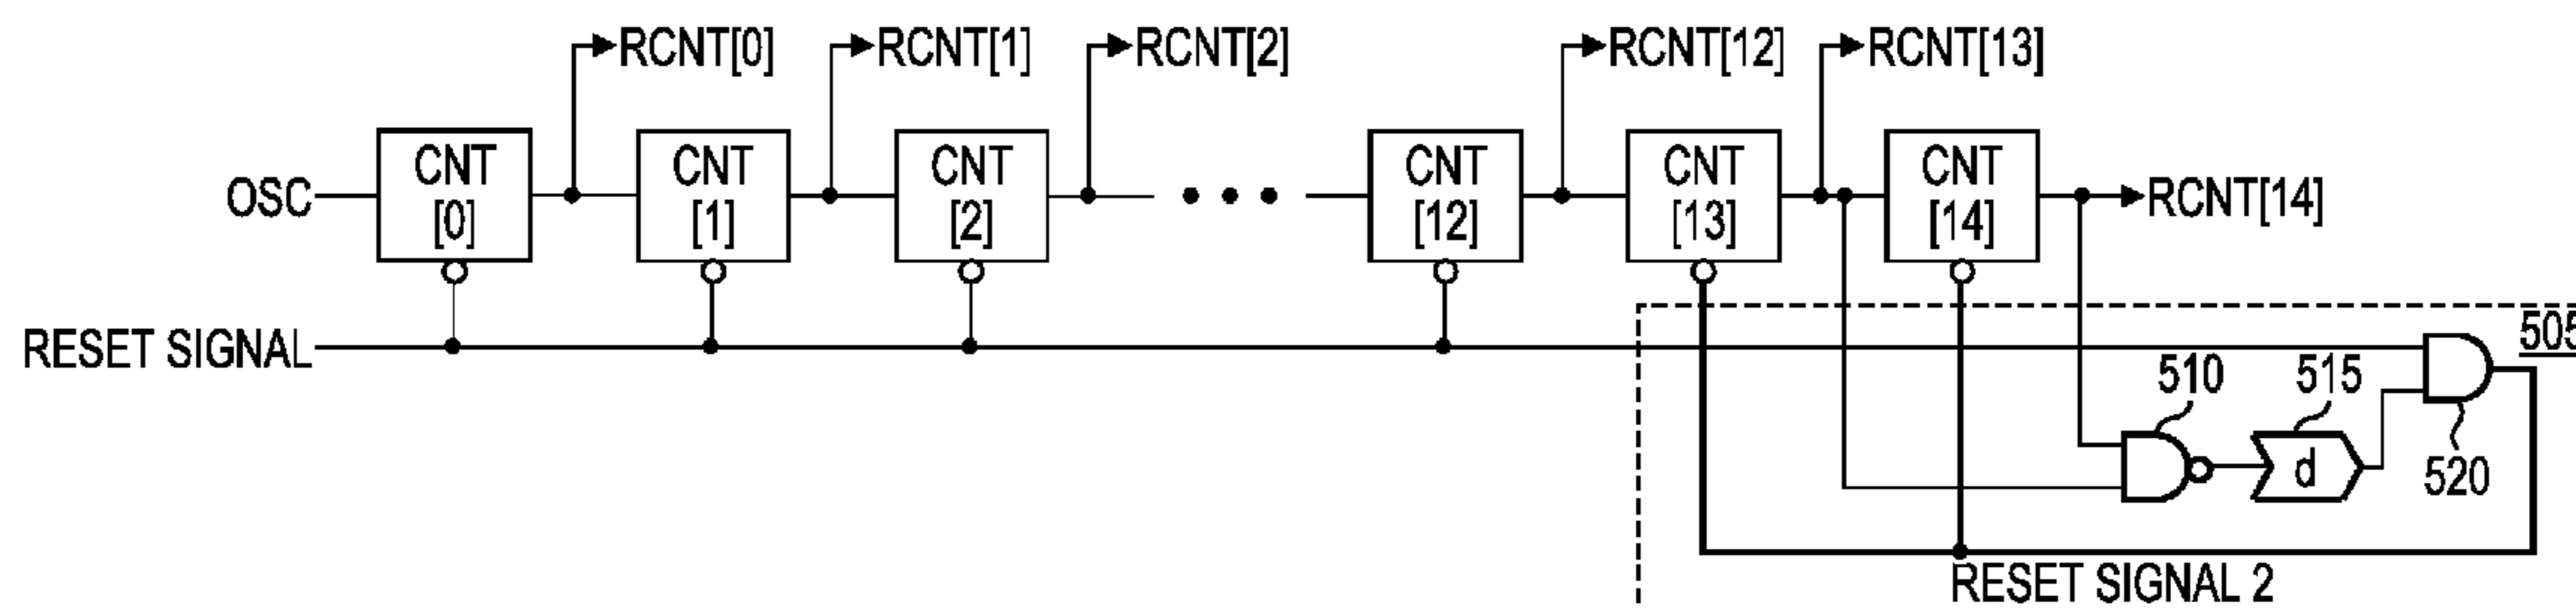 RCNT[0] RCNT[1] RCNT[2] RCNT[12] RCNT[13]
OSC CNT [0] CNT [1] CNT [2] CNT [12] CNT [13] CNT [14] RCNT[14]
RESET SIGNAL
505
510 515
d
520
RESET SIGNAL 2